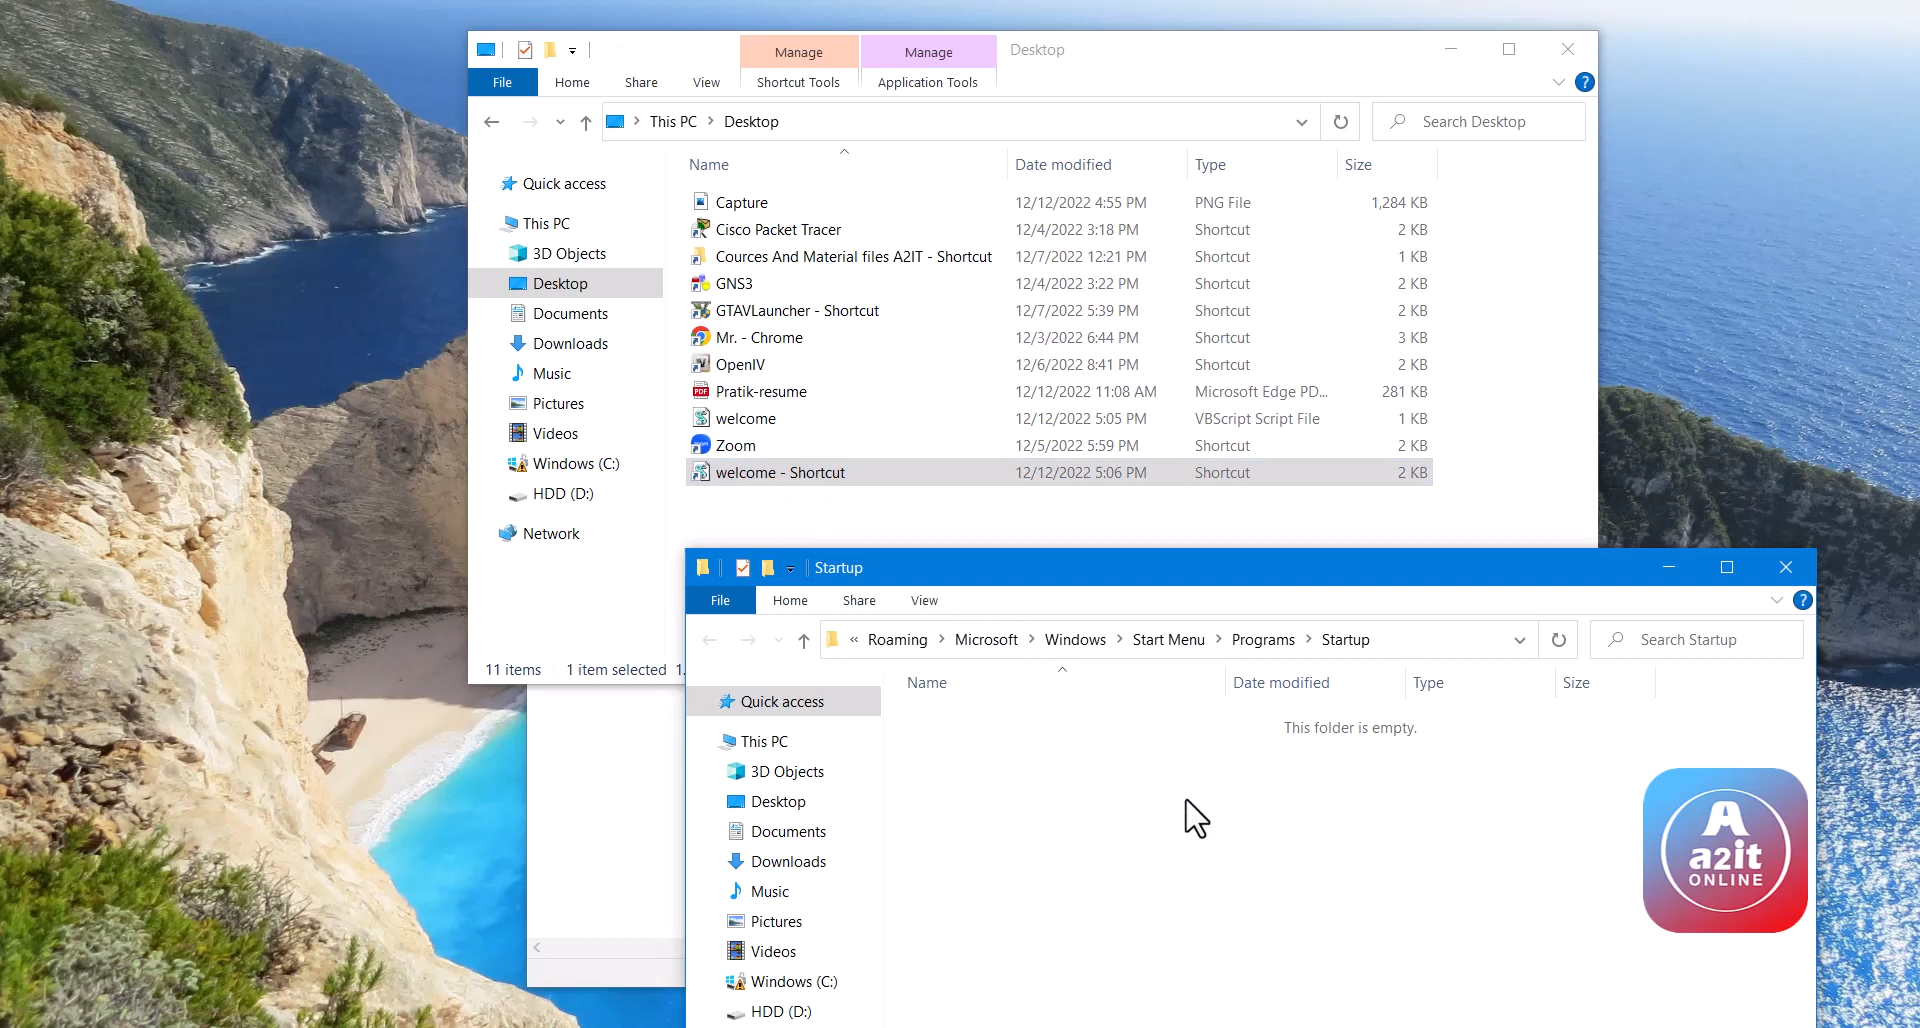 Manage Manage Desktop
File Home Share View Shortcut Tools Application Tools
This PC > Desktop Search Desktop
Name Date modified Type Size
Quick access
This PC
3D Objects
Desktop
Documents
Downloads
Music
Pictures
Videos
Windows (C:)
HDD (D:)
Network
Capture 12/12/2022 4:55 PM PNG File 1,284 KB
Cisco Packet Tracer 12/4/2022 3:18 PM Shortcut 2 KB
Cources And Material files A2IT - Shortcut 12/7/2022 12:21 PM Shortcut 1 KB
GNS3 12/4/2022 3:22 PM Shortcut 2 KB
GTAVLauncher - Shortcut 12/7/2022 5:39 PM Shortcut 2 KB
Mr. - Chrome 12/3/2022 6:44 PM Shortcut 3 KB
OpenIV 12/6/2022 8:41 PM Shortcut 2 KB
Pratik-resume 12/12/2022 11:08 AM Microsoft Edge PD... 281 KB
welcome 12/12/2022 5:05 PM VBScript Script File 1 KB
Zoom 12/5/2022 5:59 PM Shortcut 2 KB
welcome - Shortcut 12/12/2022 5:06 PM Shortcut 2 KB
11 items 1 item selected 1.
Startup
File Home Share View
« Roaming > Microsoft > Windows > Start Menu > Programs > Startup Search Startup
Name Date modified Type Size
This folder is empty.
Quick access
This PC
3D Objects
Desktop
Documents
Downloads
Music
Pictures
Videos
Windows (C:)
HDD (D:)
A
a2it
ONLINE